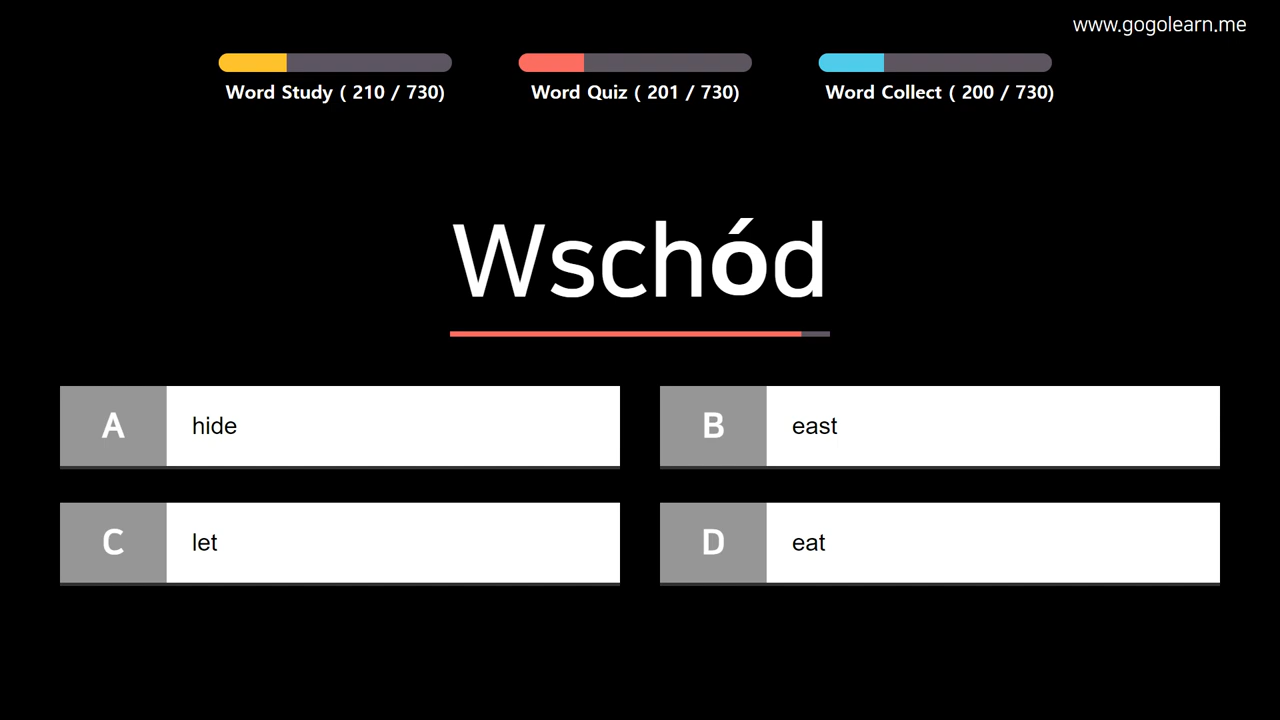 www.gogolearn.me
Word Study ( 210 / 730)
Word Quiz ( 201 / 730)
Word Collect ( 200 / 730)
Wschód
A hide
B east
C let
D eat